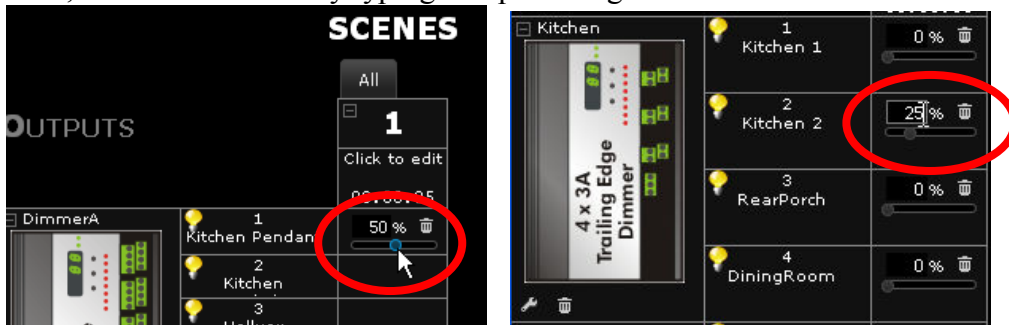 SCENES
All
OUTPUTS
1
Click to edit
DimmerA
1
Kitchen Pendan
50 %
2
Kitchen
3
Kitchen
4 x 3A
Trailing Edge
Dimmer
1
Kitchen 1
0 %
2
Kitchen 2
25 %
3
RearPorch
0 %
4
DiningRoom
0 %